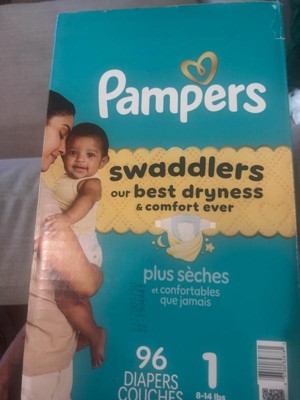 Pampers
swaddlers
our best dryness
& comfort ever
plus sèches
et confortables
que jamais
96
DIAPERS
COUCHES
1
8-14 lbs